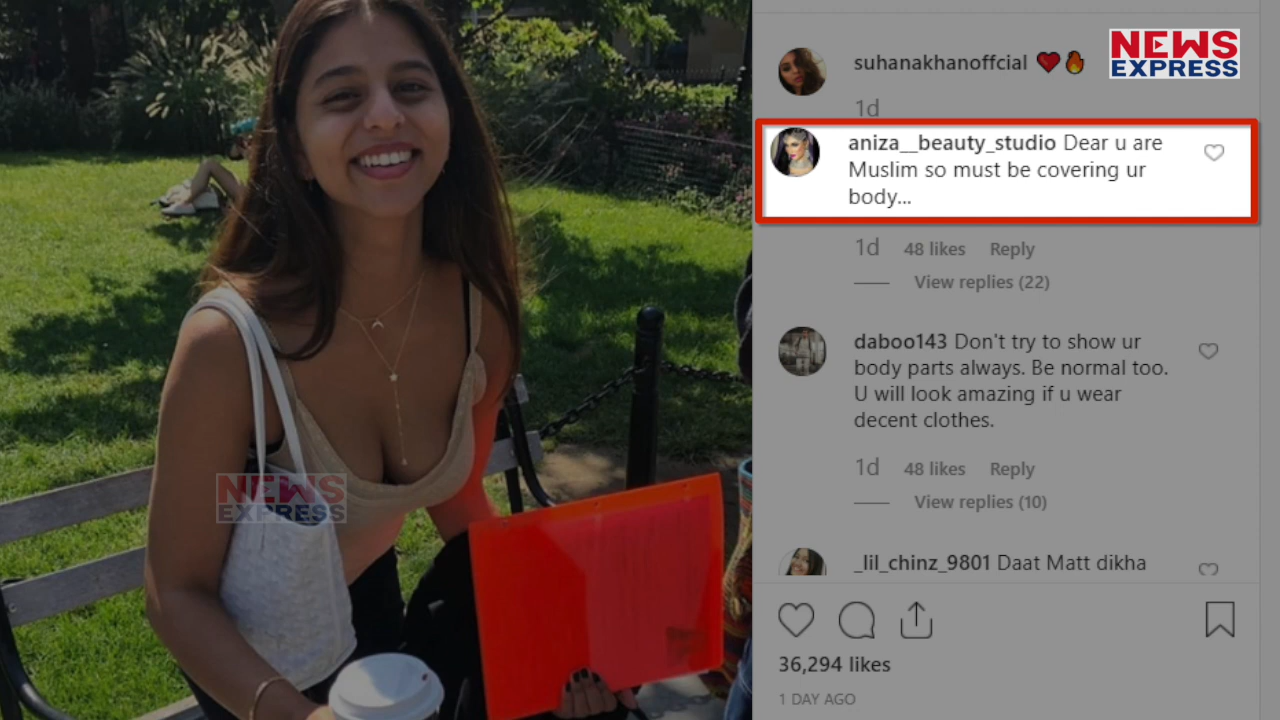 NEWS
EXPRESS
suhanakhanoffcial ❤🔥
1d
aniza__beauty_studio Dear u are
Muslim so must be covering ur
body...
1d 48 likes Reply
View replies (22)
daboo143 Don't try to show ur
body parts always. Be normal too.
U will look amazing if u wear
decent clothes.
1d 48 likes Reply
View replies (10)
_lil_chinz_9801 Daat Matt dikha
36,294 likes
1 DAY AGO
NEWS
EXPRESS